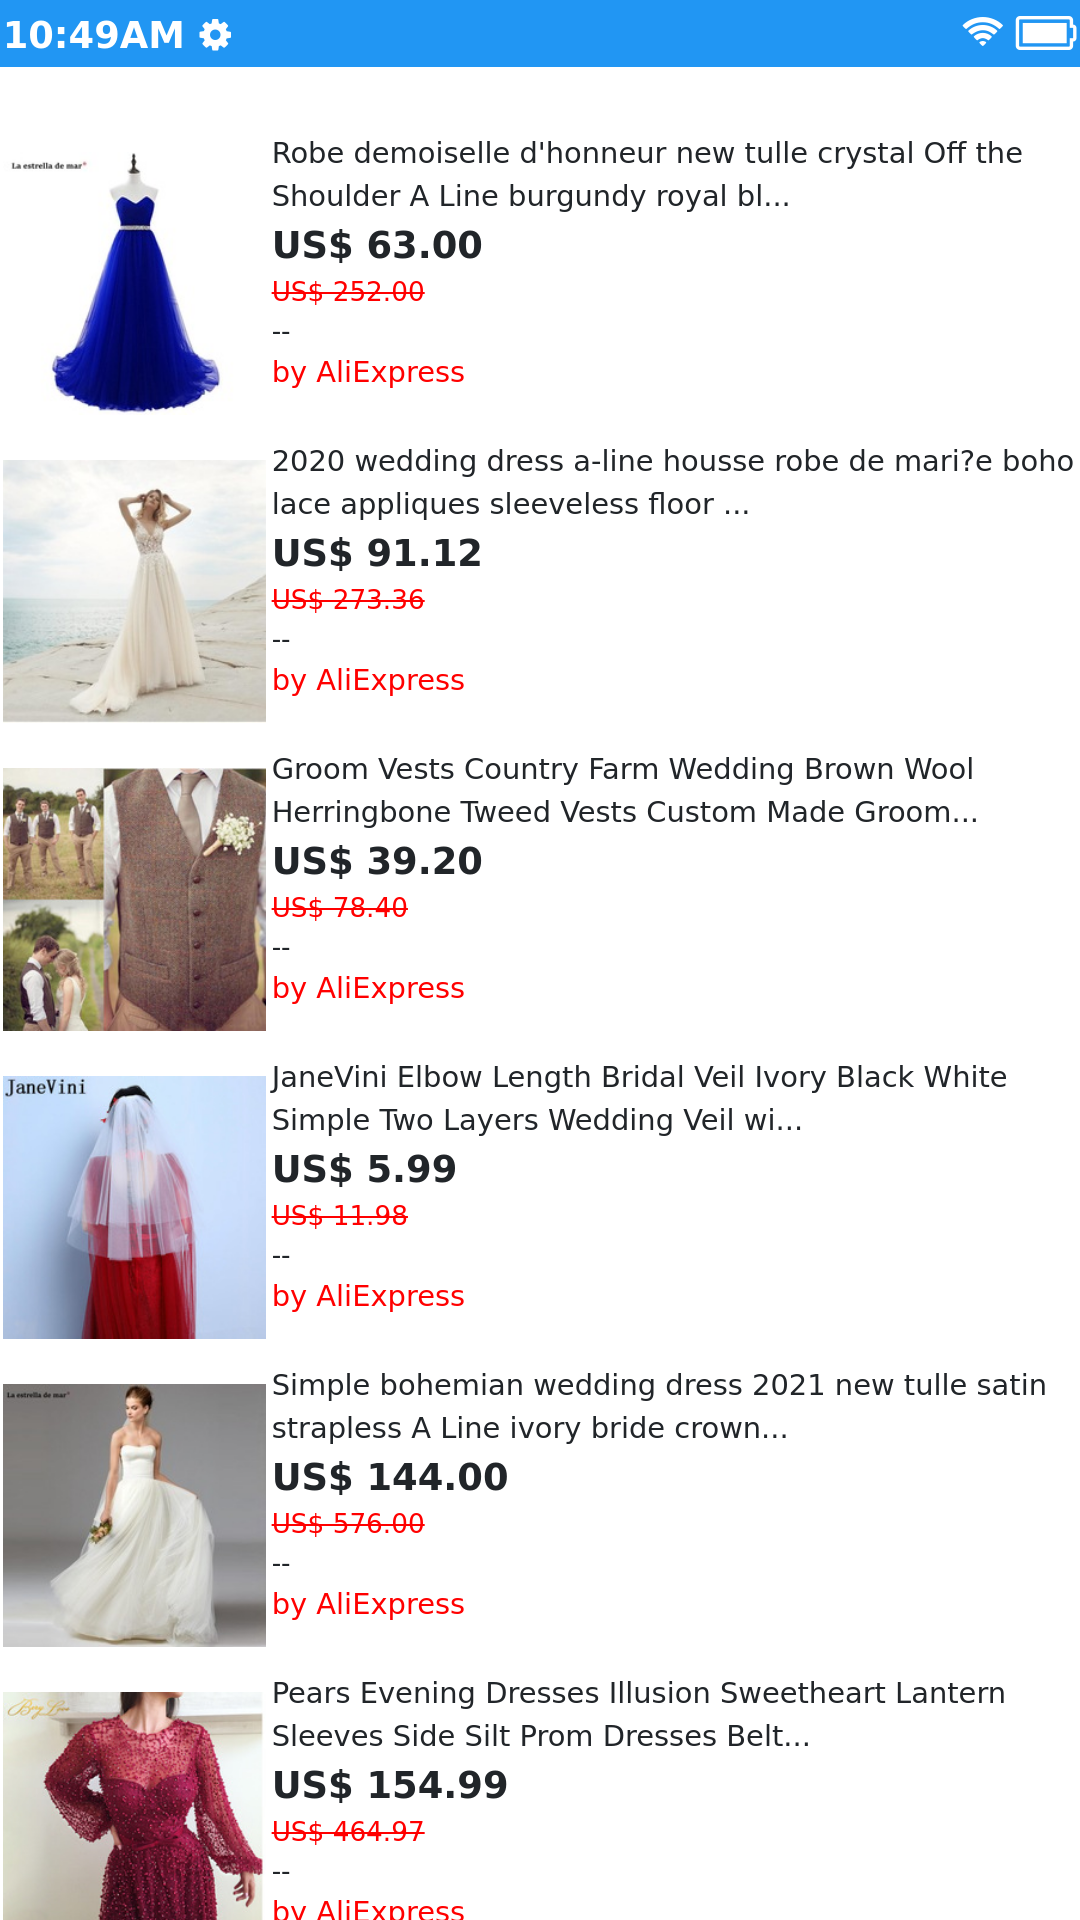 10:49AM
La estrella de mar*
Robe demoiselle d'honneur new tulle crystal Off the
Shoulder A Line burgundy royal bl...
US$ 63.00
US$ 252.00
--
by AliExpress
2020 wedding dress a-line housse robe de mari?e boho
lace appliques sleeveless floor ...
US$ 91.12
US$ 273.36
--
by AliExpress
Groom Vests Country Farm Wedding Brown Wool
Herringbone Tweed Vests Custom Made Groom...
US$ 39.20
US$ 78.40
--
by AliExpress
JaneVini
JaneVini Elbow Length Bridal Veil Ivory Black White
Simple Two Layers Wedding Veil wi...
US$ 5.99
US$ 11.98
--
by AliExpress
La estrella de mar*
Simple bohemian wedding dress 2021 new tulle satin
strapless A Line ivory bride crown...
US$ 144.00
US$ 576.00
--
by AliExpress
Pears Evening Dresses Illusion Sweetheart Lantern
Sleeves Side Silt Prom Dresses Belt...
US$ 154.99
US$ 464.97
--
by AliExpress